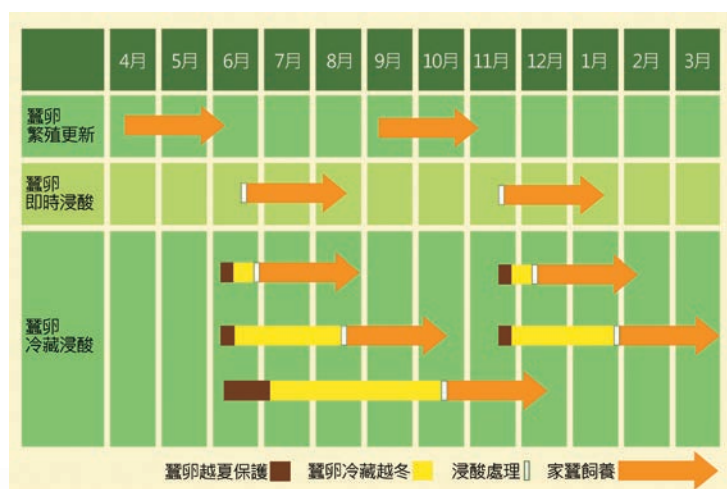 4月 5月 6月 7月 8月 9月 10月 11月 12月 1月 2月 3月
蠶卵
繁殖更新
蠶卵
即時浸酸
蠶卵
冷藏浸酸
蠶卵越夏保護 蠶卵冷藏越冬 浸酸處理 家蠶飼養